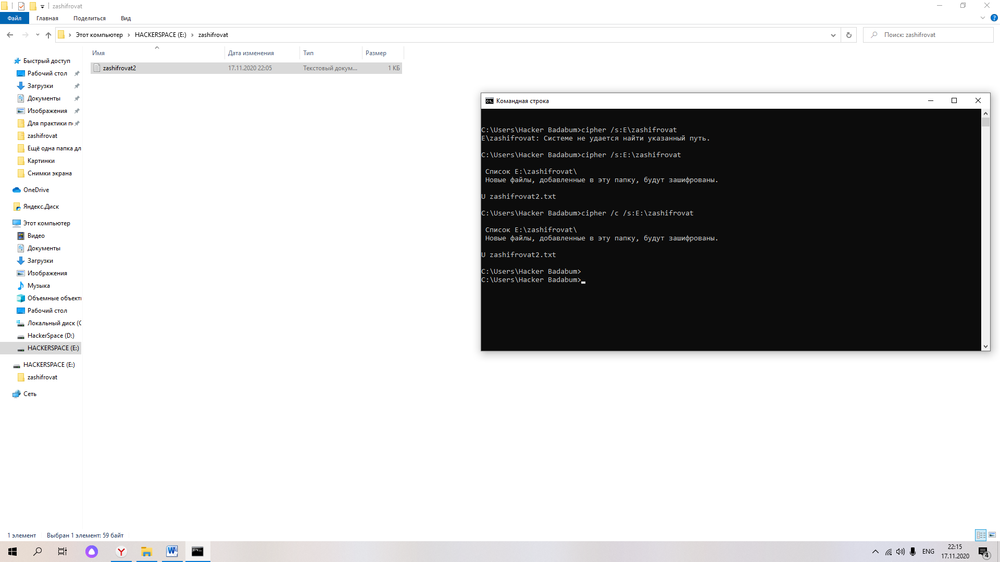 zashifrovat
Файл Главная Поделиться Вид
Этот компьютер HACKERSPACE (E:) zashifrovat
Поиск: zashifrovat
Имя Дата изменения Тип Размер
zashifrovat2 17.11.2020 22:05 Текстовый докум... 1 КБ
Быстрый доступ
Рабочий стол
Загрузки
Документы
Изображения
Для практики по
zashifrovat
Ещё одна папка дл
Картинки
Снимки экрана
OneDrive
Яндекс.Диск
Этот компьютер
Видео
Документы
Загрузки
Изображения
Музыка
Объемные объекты
Рабочий стол
Локальный диск (C
HackerSpace (D:)
HACKERSPACE (E:)
HACKERSPACE (E:)
zashifrovat
Сеть
Командная строка
C:\Users\Hacker Badabum>cipher /s:E\zashifrovat
E\zashifrovat: Системе не удается найти указанный путь.
C:\Users\Hacker Badabum>cipher /s:E:\zashifrovat
Список E:\zashifrovat\
Новые файлы, добавленные в эту папку, будут зашифрованы.
U zashifrovat2.txt
C:\Users\Hacker Badabum>cipher /c /s:E:\zashifrovat
Список E:\zashifrovat\
Новые файлы, добавленные в эту папку, будут зашифрованы.
U zashifrovat2.txt
C:\Users\Hacker Badabum>
C:\Users\Hacker Badabum>
1 элемент Выбран 1 элемент: 59 байт
ENG
22:15
17.11.2020
4